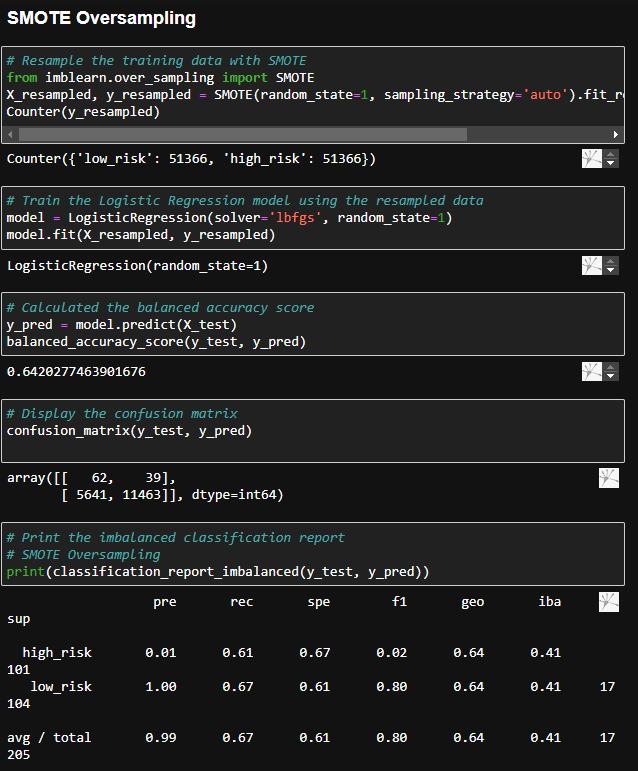 SMOTE Oversampling
# Resample the training data with SMOTE
from imblearn.over_sampling import SMOTE
X_resampled, y_resampled = SMOTE(random_state=1, sampling_strategy='auto').fit_re
Counter(y_resampled)
Counter({'low_risk': 51366, 'high_risk': 51366})
# Train the Logistic Regression model using the resampled data
model = LogisticRegression(solver='lbfgs', random_state=1)
model.fit(X_resampled, y_resampled)
LogisticRegression(random_state=1)
# Calculated the balanced accuracy score
y_pred = model.predict(X_test)
balanced_accuracy_score(y_test, y_pred)
0.6420277463901676
# Display the confusion matrix
confusion_matrix(y_test, y_pred)
array([[   62,    39],
       [ 5641, 11463]], dtype=int64)
# Print the imbalanced classification report
# SMOTE Oversampling
print(classification_report_imbalanced(y_test, y_pred))
pre       rec       spe        f1       geo       iba
sup
high_risk       0.01      0.61      0.67      0.02      0.64      0.41
101
low_risk       1.00      0.67      0.61      0.80      0.64      0.41     17
104
avg / total       0.99      0.67      0.61      0.80      0.64      0.41     17
205